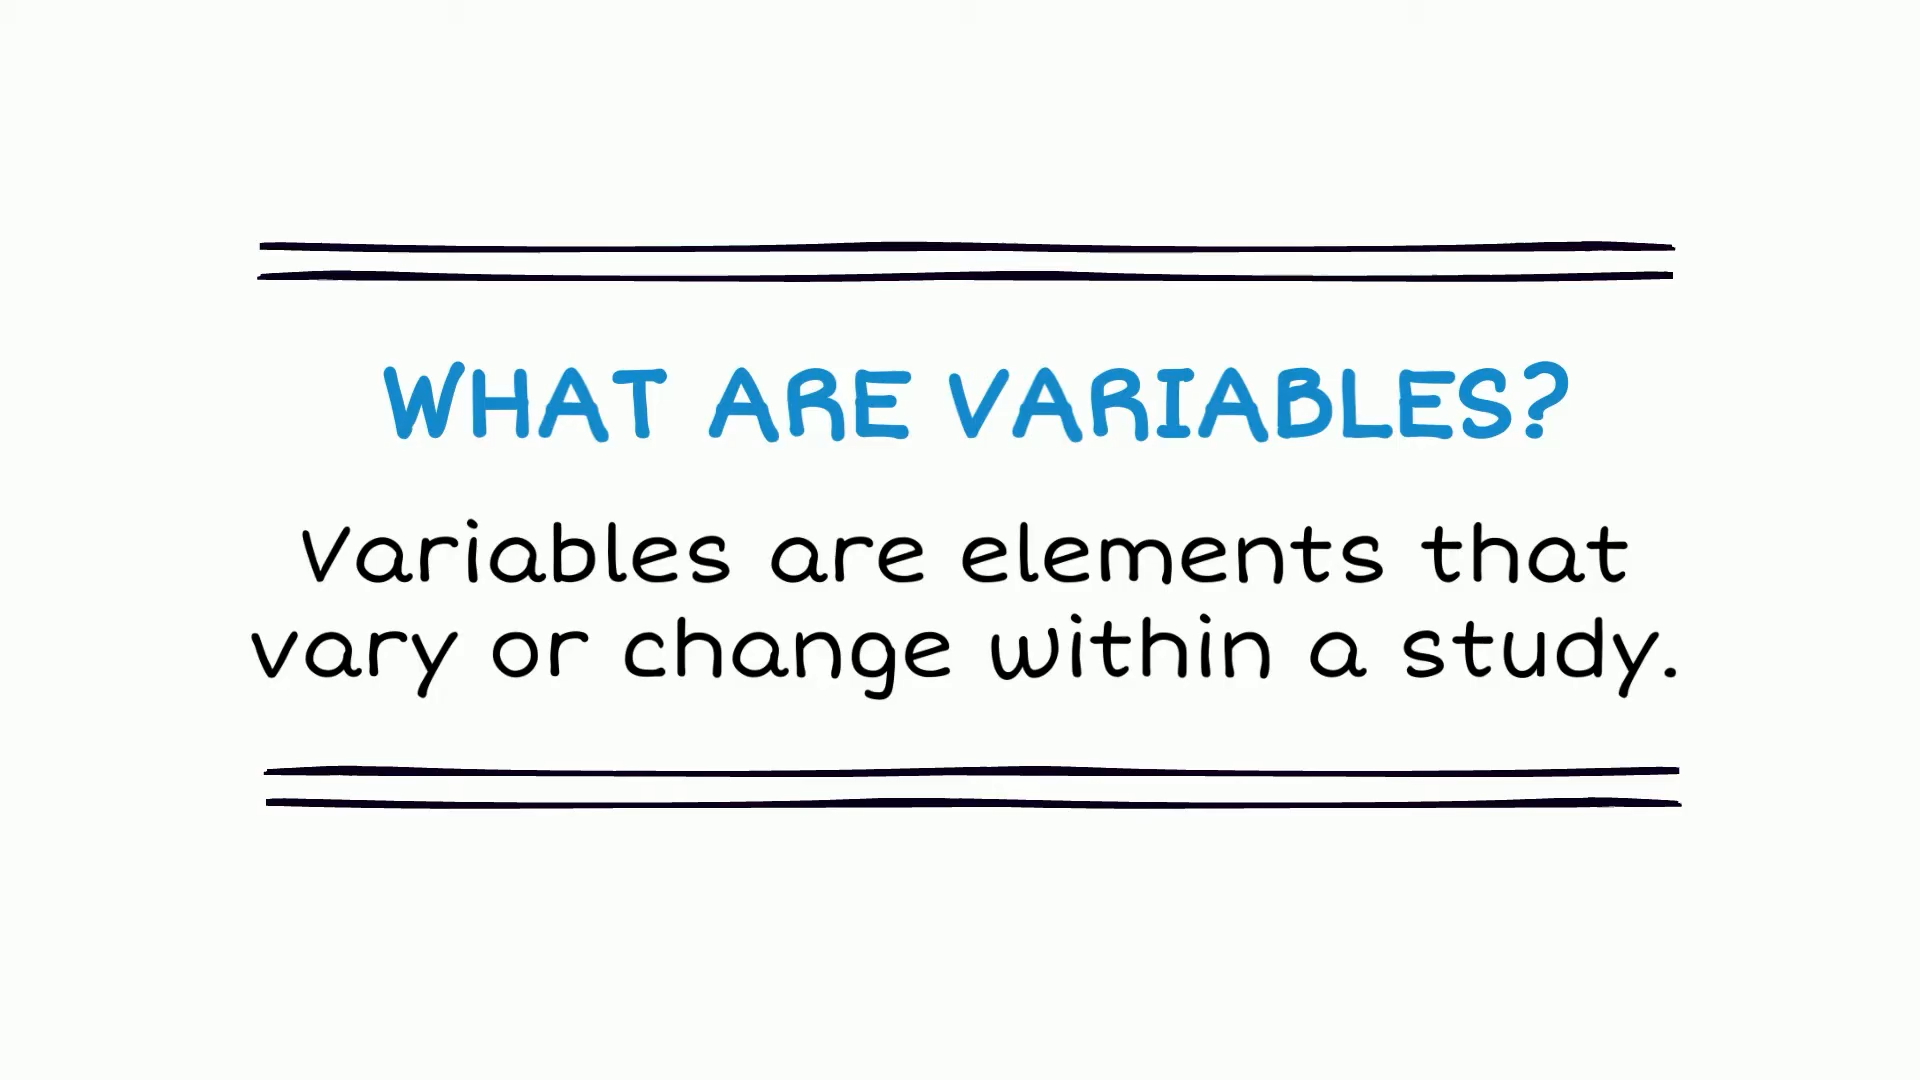 WHAT ARE VARIABLES?
Variables are elements that
vary or change within a study.